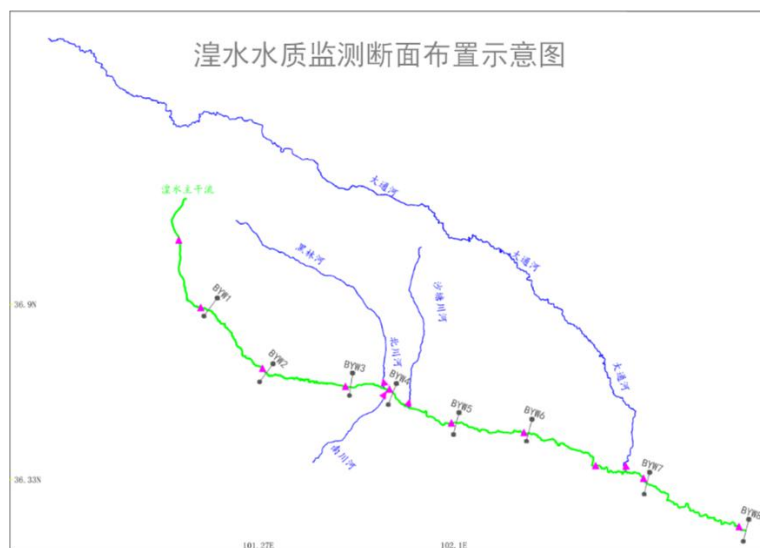 湟水水质监测断面布置示意图
大通河
湟水主干流
黑林河
大通河
沙塘川河
36.9N
BYW1
北川河
BYW2
BYW3
BYW4
大通河
BYW5
BYW6
南川河
BYW7
36.33N
BYW8
101.27E
102.1E